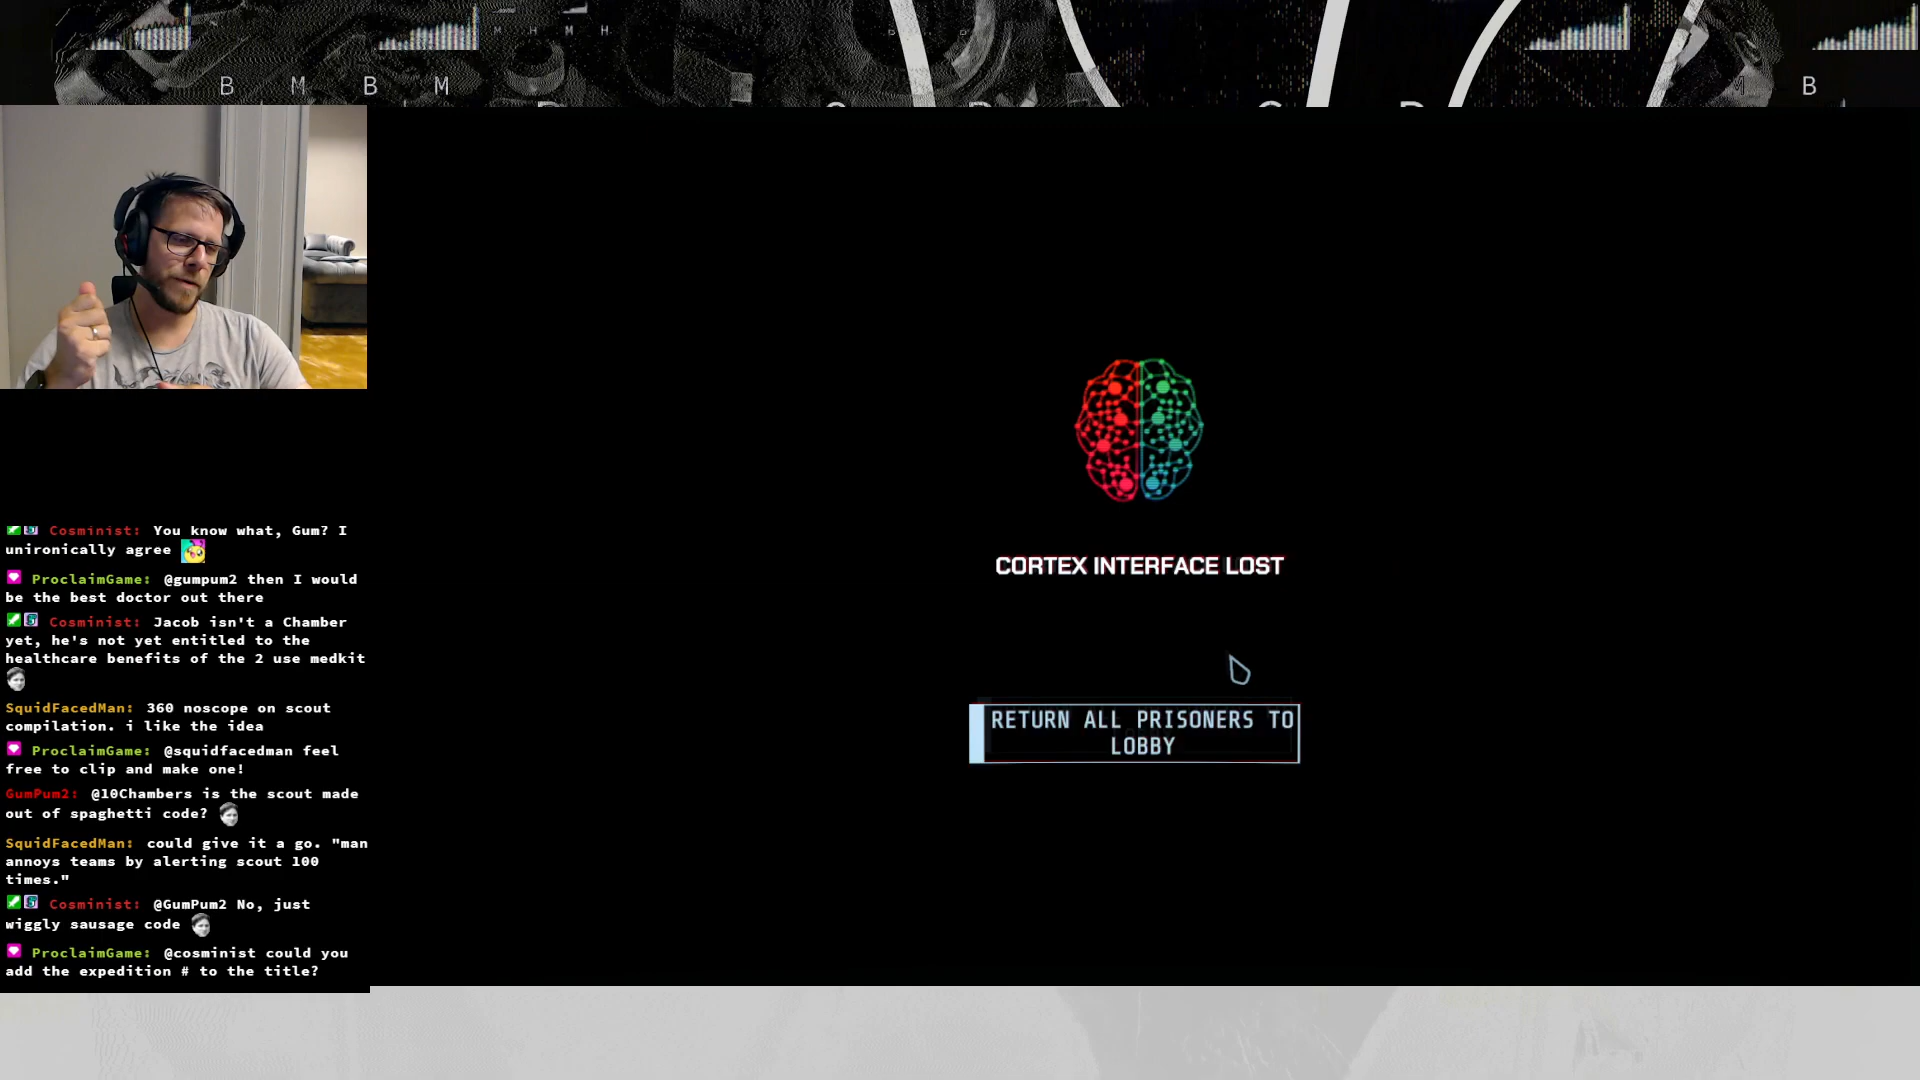 M H M H
B M B M
B
Cosminist: You know what, Gum? I
unironically agree
ProclaimGame: @gumpum2 then I would
be the best doctor out there
Cosminist: Jacob isn't a Chamber
yet, he's not yet entitled to the
healthcare benefits of the 2 use medkit
SquidFacedMan: 360 noscope on scout
compilation. i like the idea
ProclaimGame: @squidfacedman feel
free to clip and make one!
GumPum2: @10Chambers is the scout made
out of spaghetti code?
SquidFacedMan: could give it a go. "man
annoys teams by alerting scout 100
times."
Cosminist: @GumPum2 No, just
wiggly sausage code
ProclaimGame: @cosminist could you
add the expedition # to the title?
CORTEX INTERFACE LOST
RETURN ALL PRISONERS TO
LOBBY